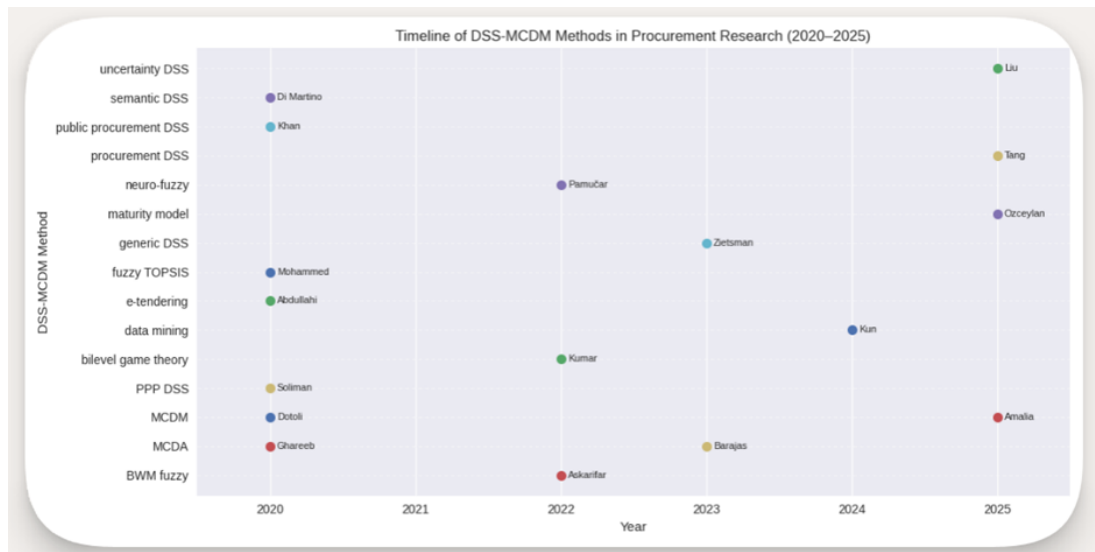 Timeline of DSS-MCDM Methods in Procurement Research (2020–2025)
DSS-MCDM Method
uncertainty DSS
Liu
semantic DSS
Di Martino
public procurement DSS
Khan
procurement DSS
Tang
neuro-fuzzy
Pamučar
maturity model
Ozceylan
generic DSS
Zietsman
fuzzy TOPSIS
Mohammed
e-tendering
Abdullahi
data mining
Kun
bilevel game theory
Kumar
PPP DSS
Soliman
MCDM
Dotoli
Amalia
MCDA
Ghareeb
Barajas
BWM fuzzy
Askarifar
2020
2021
2022
2023
2024
2025
Year